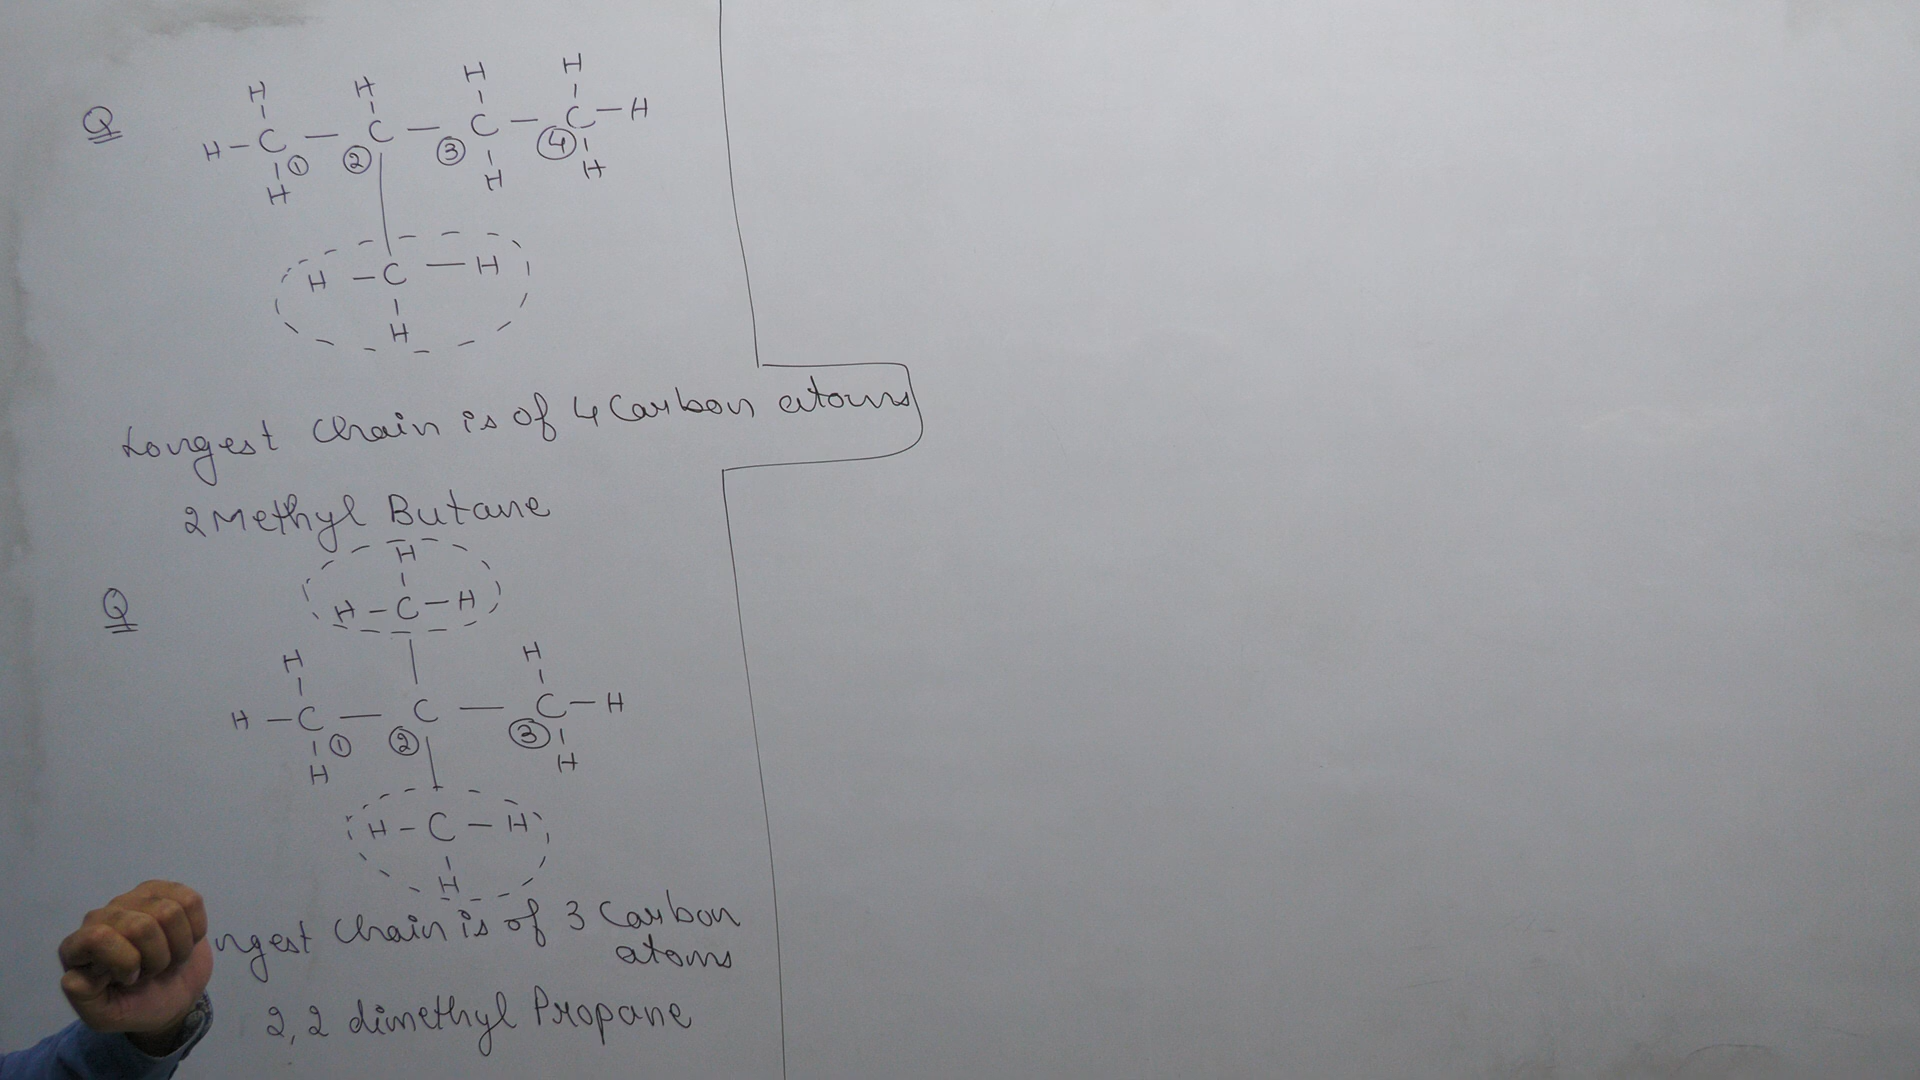 Q
H H H H
H - C - C - C - C - H
① ② ③ ④
H H H
H - C - H
H
Longest chain is of 4 Carbon atoms
2 Methyl Butane
Q
H
H - C - H
H H
H - C - C - C - H
① ② ③
H H
H - C - H
H
ngest chain is of 3 Carbon
atoms
2,2 dimethyl Propane